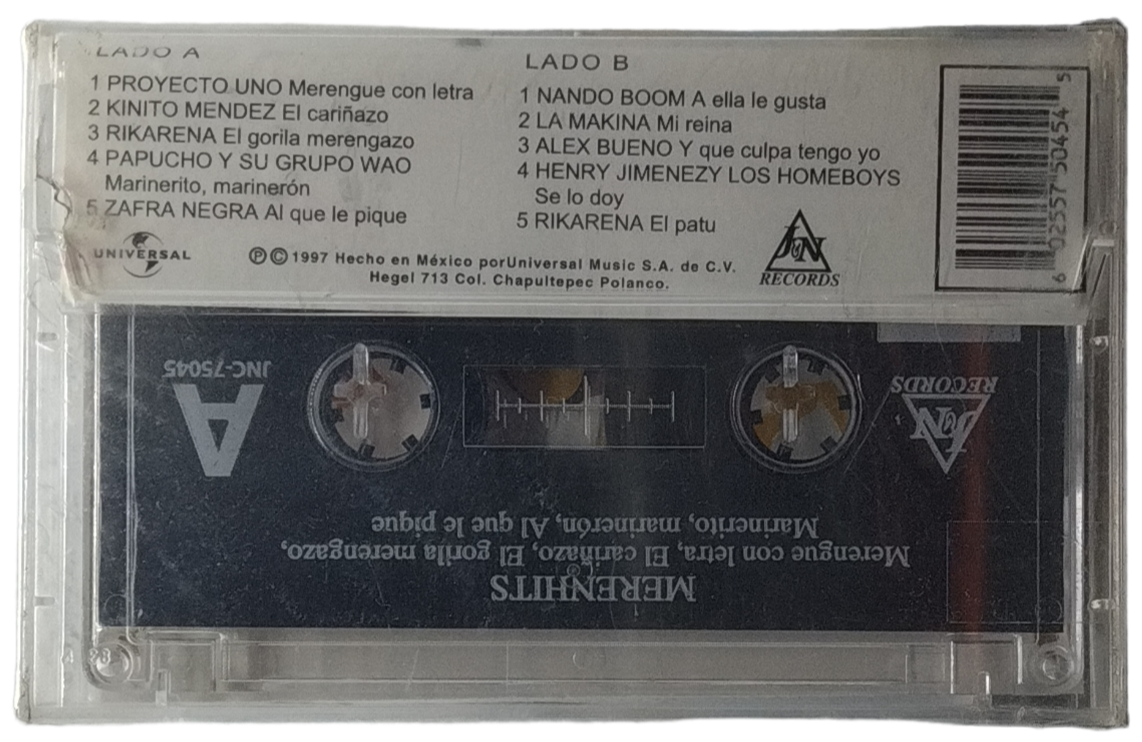 LADO A
1 PROYECTO UNO Merengue con letra
2 KINITO MENDEZ El cariñazo
3 RIKARENA El gorila merengazo
4 PAPUCHO Y SU GRUPO WAO
Marinerito, marinerón
5 ZAFRA NEGRA Al que le pique
LADO B
1 NANDO BOOM A ella le gusta
2 LA MAKINA Mi reina
3 ALEX BUENO Y que culpa tengo yo
4 HENRY JIMENEZY LOS HOMEBOYS
Se lo doy
5 RIKARENA El patu
UNIVERSAL
℗©1997 Hecho en México porUniversal Music S.A. de C.V.
Hegel 713 Col. Chapultepec Polanco.
J&N
RECORDS
6 02557 50454 5
MERENHITS
Merengue con letra, El cariñazo, El gorila merengazo,
Marinerito, marinerón, Al que le pique
J&N
RECORDS
A
JNC-75045